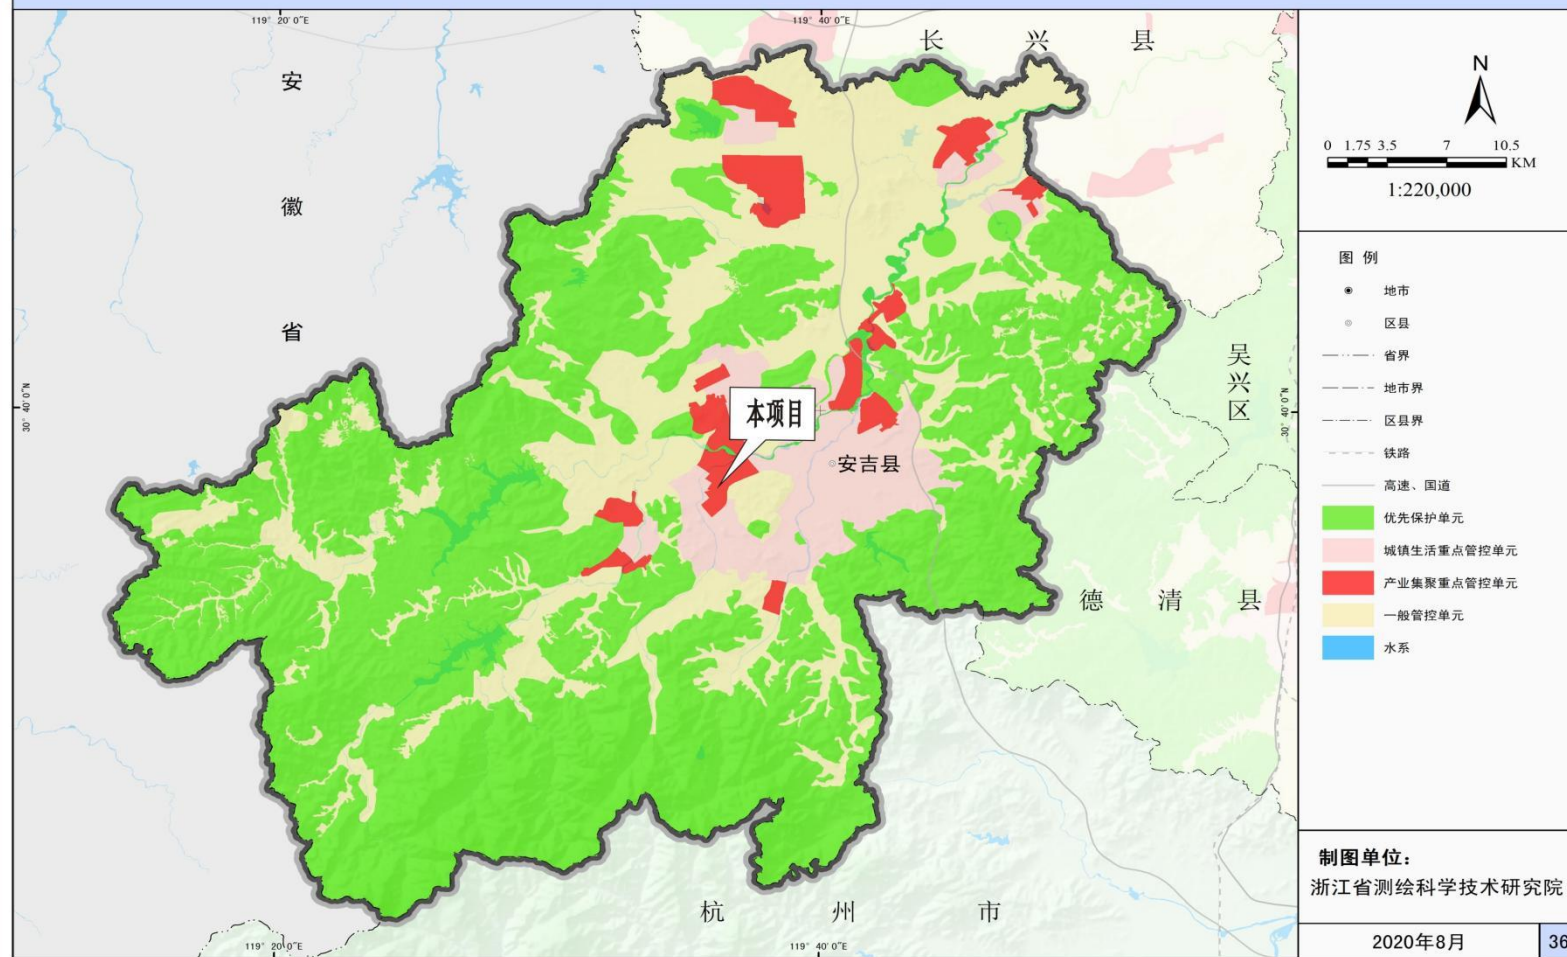 119° 20′ 0″E
119° 40′ 0″E
长兴县
安徽省
N
0 1.75 3.5 7 10.5
KM
1:220,000
图 例
地市
区县
省界
地市界
区县界
铁路
高速、国道
优先保护单元
城镇生活重点管控单元
产业集聚重点管控单元
一般管控单元
水系
吴兴区
30° 40′ 0″N
30° 40′ 0″N
本项目
安吉县
德清县
杭州市
119° 20′ 0″E
119° 40′ 0″E
制图单位：
浙江省测绘科学技术研究院
2020年8月
36